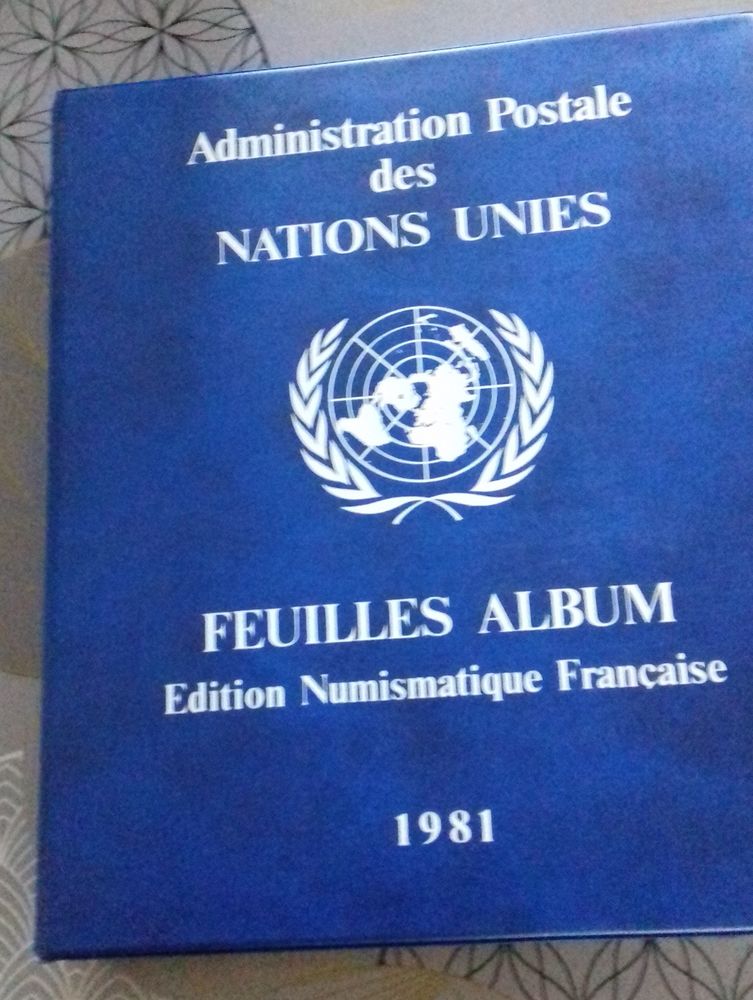 Administration Postale
des
NATIONS UNIES
FEUILLES ALBUM
Edition Numismatique Française
1981